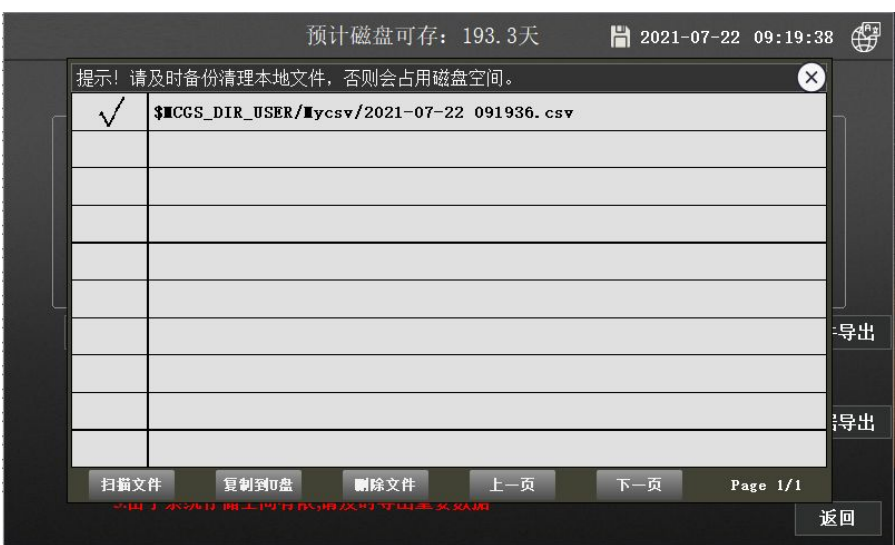 预计磁盘可存：193.3天
2021-07-22 09:19:38
提示！请及时备份清理本地文件，否则会占用磁盘空间。
$MCGS_DIR_USER/Mycsv/2021-07-22 091936.csv
导出
导出
扫描文件 复制到U盘 删除文件 上一页 下一页 Page 1/1
返回